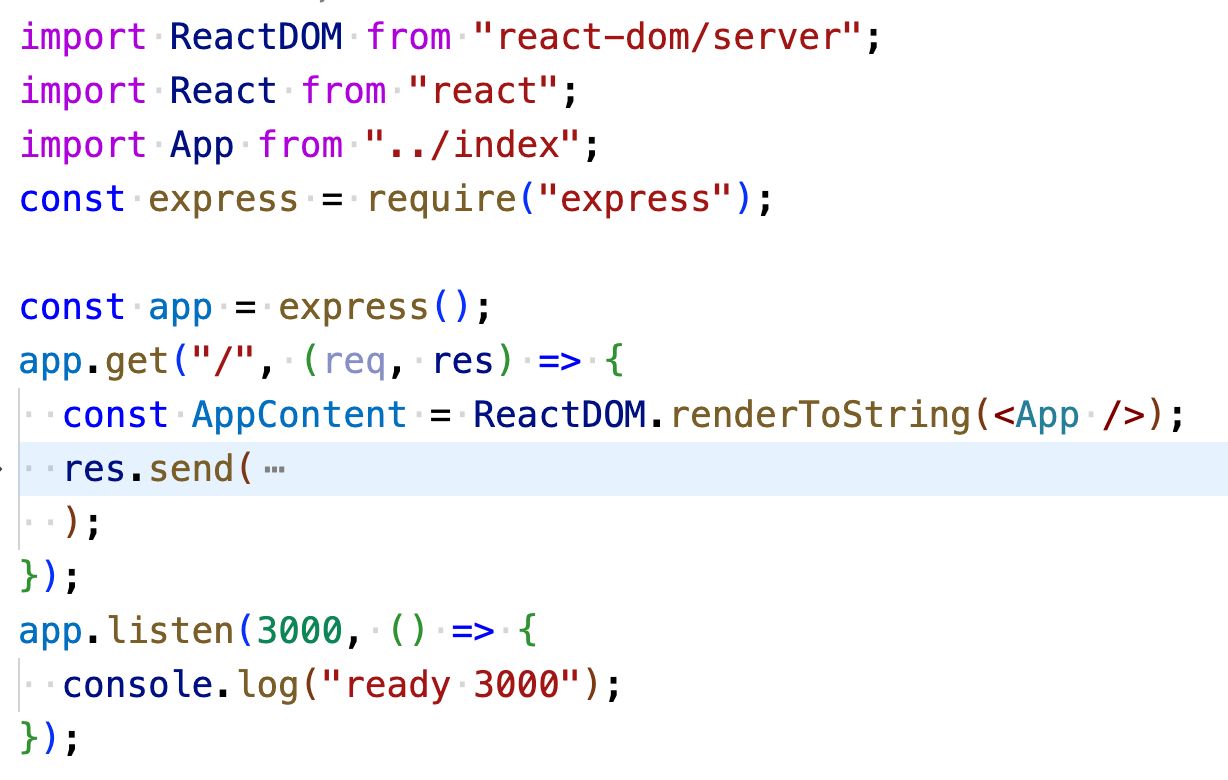 import ReactDOM from "react-dom/server";
import React from "react";
import App from "../index";
const express = require("express");

const app = express();
app.get("/", (req, res) => {
  const AppContent = ReactDOM.renderToString(<App />);
  res.send( ⋯
  );
});
app.listen(3000, () => {
  console.log("ready 3000");
});